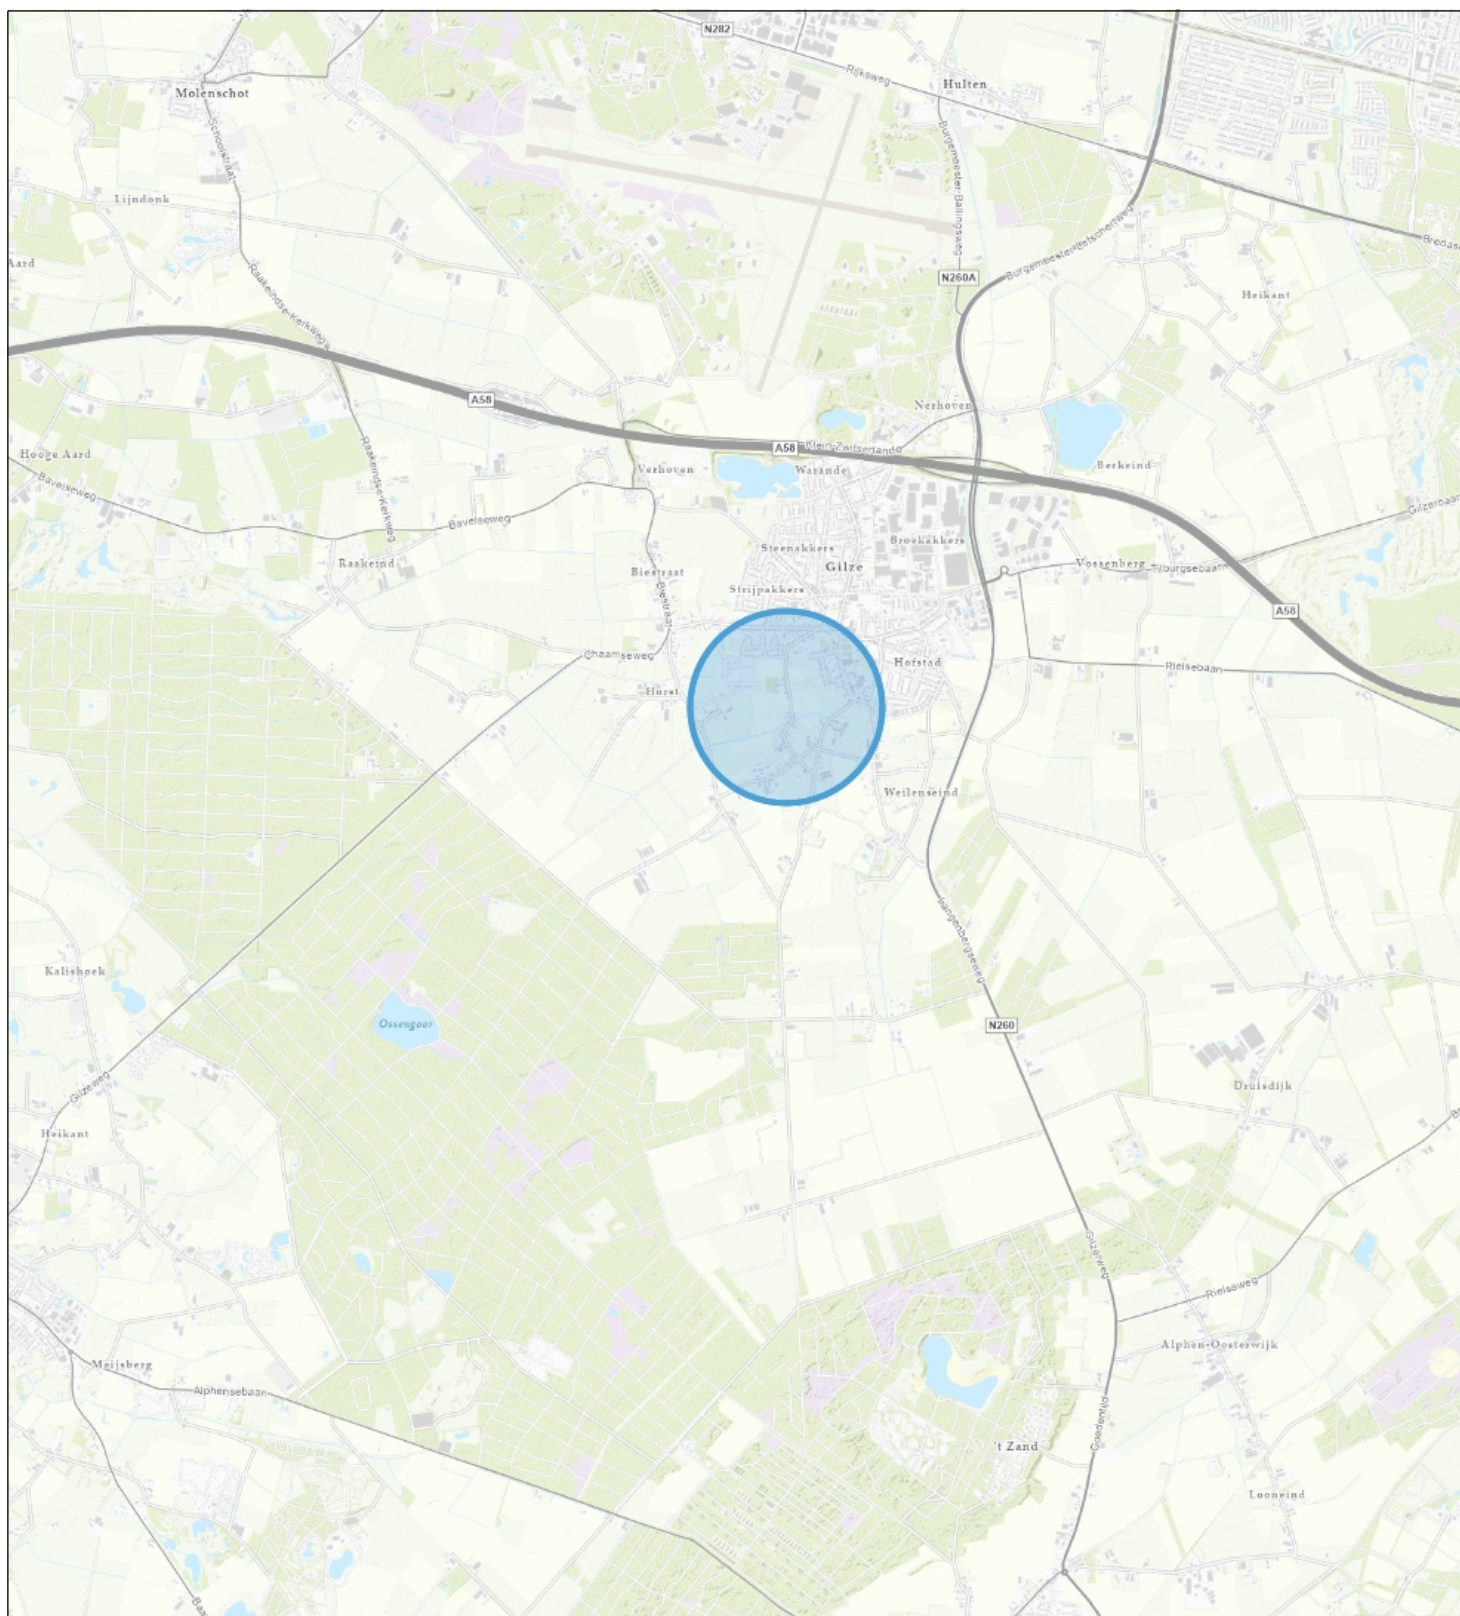 N282
Rijksweg
Hulten
Molenschot
Schoolstraat
Burgemeester Ballingsweg
Lijndonk
Burgemeester Letschertweg
Aard
Raakeindse-Kerkweg
N260A
Heikant
A58
Nerhoven
A58
Klein-Zwitserland
Hooge Aard
Verhoven
Warande
Berkeind
Raakeindse-Kerkweg
Bavelseweg
Gilzerbaan
Bavelseweg
Broekakkers
Steenakkers
Raakeind
Gilze
Vossenberg
Tilburgsebaan
Biestraat
Strijpakkers
Biestraat
A58
Chaamseweg
Hofstad
Rielsebaan
Horst
Weilenseind
Langenbergseweg
Kalishoek
Ossengoor
N260
Gilzeweg
Druisdijk
Heikant
Gilzerweg
Rielseweg
Alphen-Oosterwijk
Meijsberg
Alphensebaan
Goedentijd
't Zand
Looneind